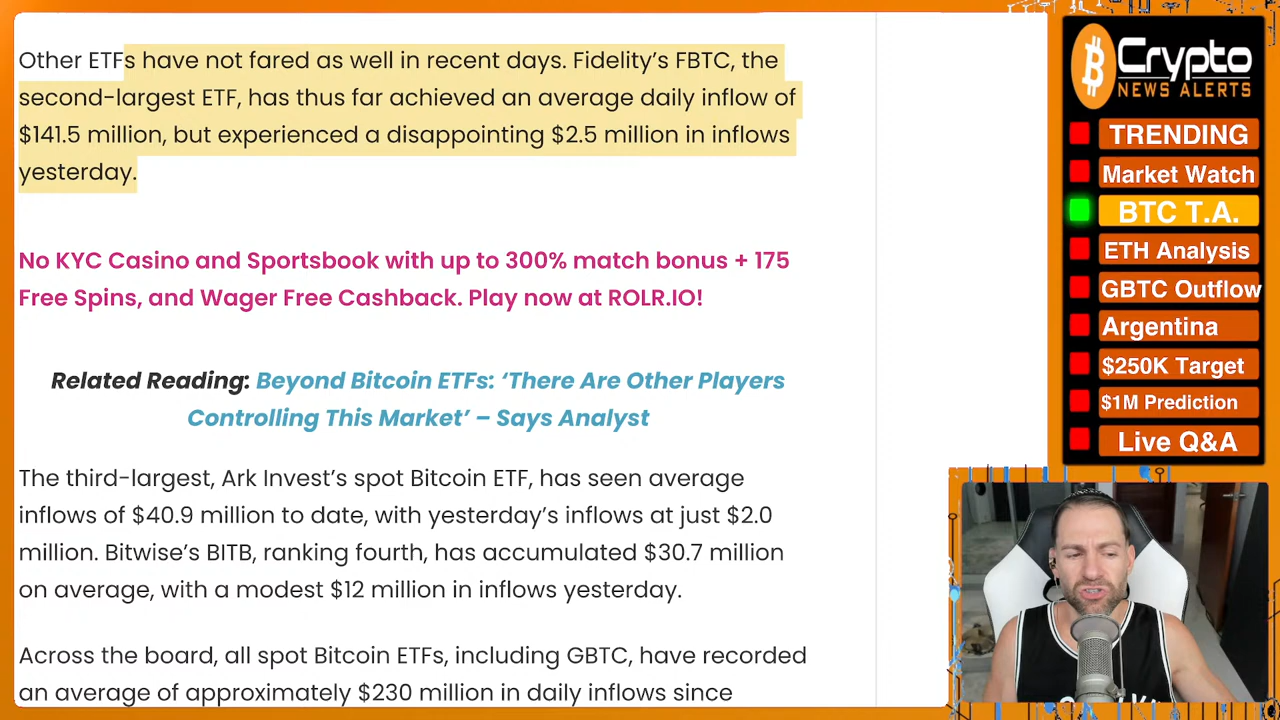 Other ETFs have not fared as well in recent days. Fidelity’s FBTC, the
second-largest ETF, has thus far achieved an average daily inflow of
$141.5 million, but experienced a disappointing $2.5 million in inflows
yesterday.
No KYC Casino and Sportsbook with up to 300% match bonus + 175
Free Spins, and Wager Free Cashback. Play now at ROLR.IO!
Related Reading: Beyond Bitcoin ETFs: ‘There Are Other Players
Controlling This Market’ – Says Analyst
The third-largest, Ark Invest’s spot Bitcoin ETF, has seen average
inflows of $40.9 million to date, with yesterday’s inflows at just $2.0
million. Bitwise’s BITB, ranking fourth, has accumulated $30.7 million
on average, with a modest $12 million in inflows yesterday.
Across the board, all spot Bitcoin ETFs, including GBTC, have recorded
an average of approximately $230 million in daily inflows since
Crypto
NEWS ALERTS
TRENDING
Market Watch
BTC T.A.
ETH Analysis
GBTC Outflow
Argentina
$250K Target
$1M Prediction
Live Q&A